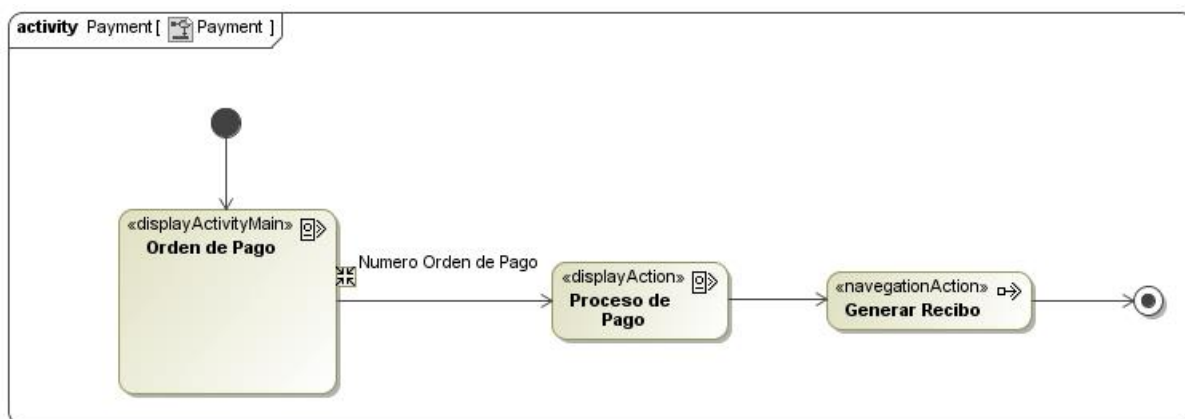 activity Payment [ Payment ]
«displayActivityMain»
Orden de Pago
Numero Orden de Pago
«displayAction»
Proceso de
Pago
«navegationAction»
Generar Recibo